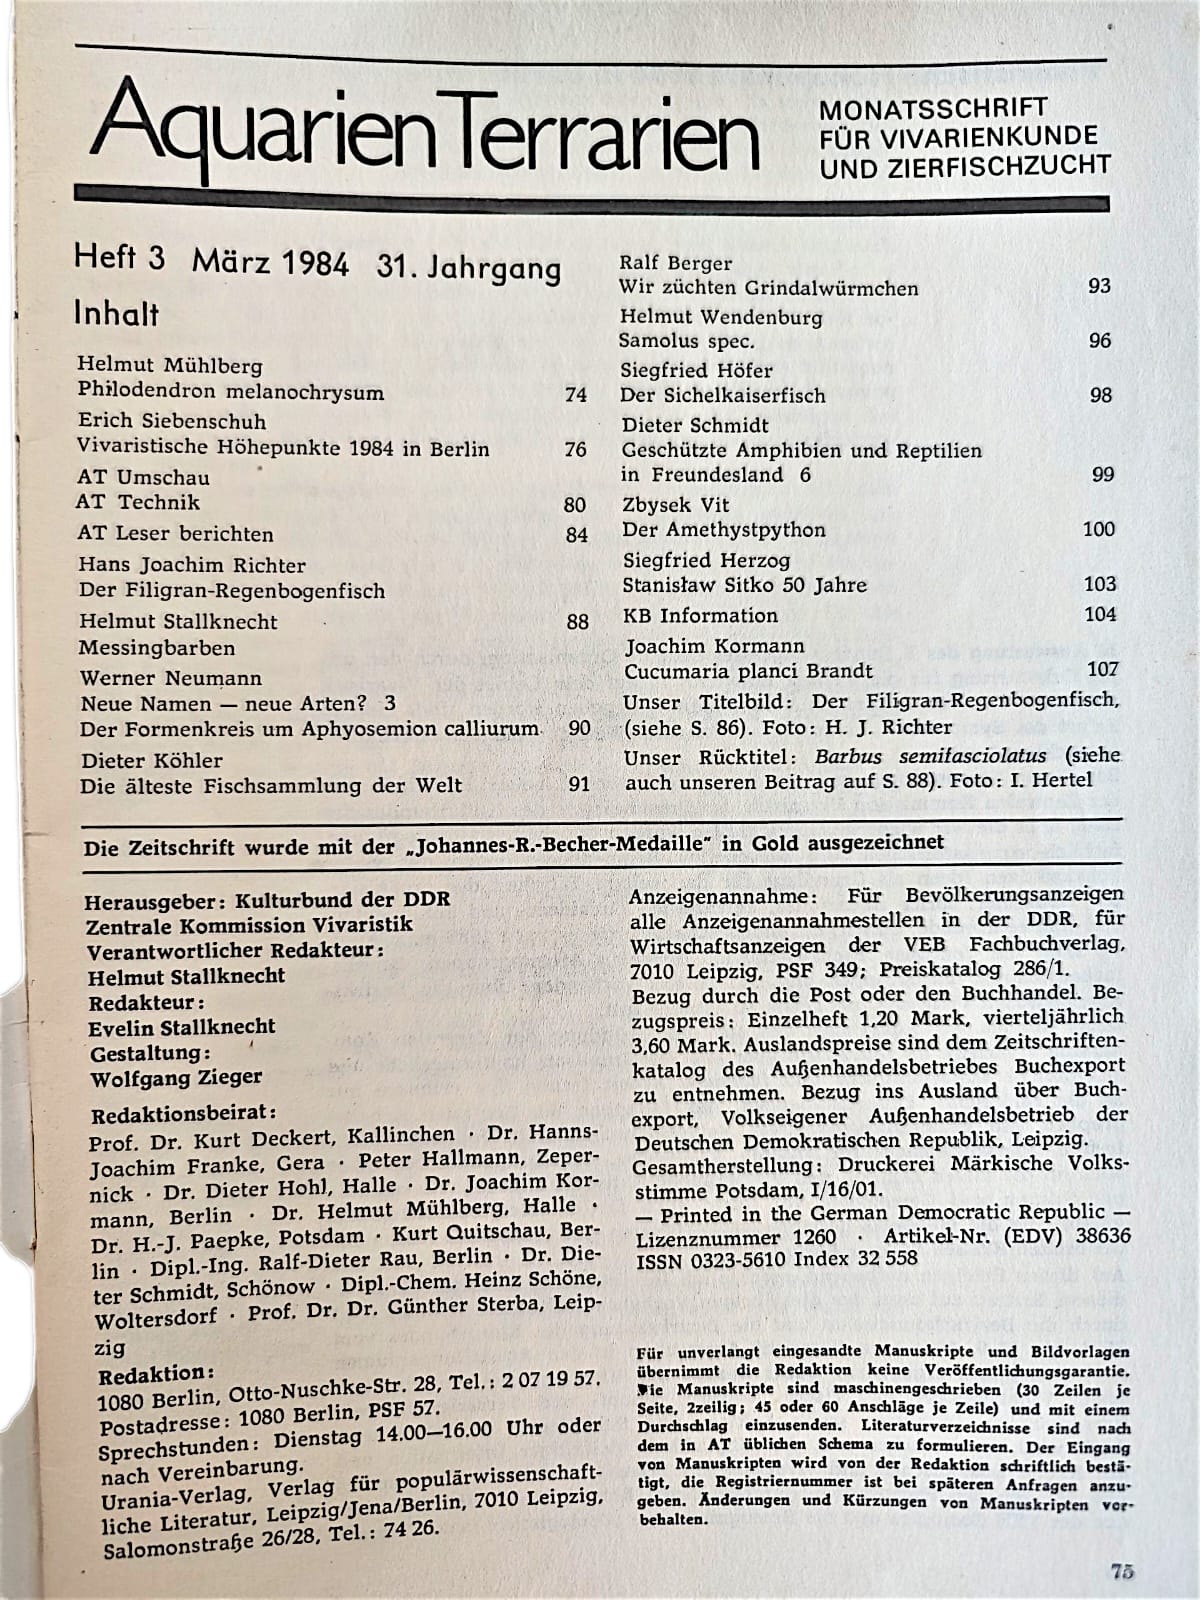 Aquarien Terrarien
MONATSSCHRIFT
FÜR VIVARIENKUNDE
UND ZIERFISCHZUCHT
Heft 3 März 1984 31. Jahrgang
Inhalt
Helmut Mühlberg
Philodendron melanochrysum 74
Erich Siebenschuh
Vivaristische Höhepunkte 1984 in Berlin 76
AT Umschau
AT Technik 80
AT Leser berichten 84
Hans Joachim Richter
Der Filigran-Regenbogenfisch
Helmut Stallknecht 88
Messingbarben
Werner Neumann
Neue Namen — neue Arten? 3
Der Formenkreis um Aphyosemion calliurum 90
Dieter Köhler
Die älteste Fischsammlung der Welt 91
Ralf Berger
Wir züchten Grindalwürmchen 93
Helmut Wendenburg
Samolus spec. 96
Siegfried Höfer
Der Sichelkaiserfisch 98
Dieter Schmidt
Geschützte Amphibien und Reptilien
in Freundesland 6 99
Zbysek Vit
Der Amethystpython 100
Siegfried Herzog
Stanisław Sitko 50 Jahre 103
KB Information 104
Joachim Kormann
Cucumaria planci Brandt 107
Unser Titelbild: Der Filigran-Regenbogenfisch,
(siehe S. 86). Foto: H. J. Richter
Unser Rücktitel: Barbus semifasciolatus (siehe
auch unseren Beitrag auf S. 88). Foto: I. Hertel
Die Zeitschrift wurde mit der „Johannes-R.-Becher-Medaille“ in Gold ausgezeichnet
Herausgeber: Kulturbund der DDR
Zentrale Kommission Vivaristik
Verantwortlicher Redakteur:
Helmut Stallknecht
Redakteur:
Evelin Stallknecht
Gestaltung:
Wolfgang Zieger
Redaktionsbeirat:
Prof. Dr. Kurt Deckert, Kallinchen · Dr. Hanns-
Joachim Franke, Gera · Peter Hallmann, Zeper-
nick · Dr. Dieter Hohl, Halle · Dr. Joachim Kor-
mann, Berlin · Dr. Helmut Mühlberg, Halle ·
Dr. H.-J. Paepke, Potsdam · Kurt Quitschau, Ber-
lin · Dipl.-Ing. Ralf-Dieter Rau, Berlin · Dr. Die-
ter Schmidt, Schönow · Dipl.-Chem. Heinz Schöne,
Woltersdorf · Prof. Dr. Dr. Günther Sterba, Leip-
zig
Redaktion:
1080 Berlin, Otto-Nuschke-Str. 28, Tel.: 2 07 19 57.
Postadresse: 1080 Berlin, PSF 57.
Sprechstunden: Dienstag 14.00—16.00 Uhr oder
nach Vereinbarung.
Urania-Verlag, Verlag für populärwissenschaft-
liche Literatur, Leipzig/Jena/Berlin, 7010 Leipzig,
Salomonstraße 26/28, Tel.: 74 26.
Anzeigenannahme: Für Bevölkerungsanzeigen
alle Anzeigenannahmestellen in der DDR, für
Wirtschaftsanzeigen der VEB Fachbuchverlag,
7010 Leipzig, PSF 349; Preiskatalog 286/1.
Bezug durch die Post oder den Buchhandel. Be-
zugspreis: Einzelheft 1,20 Mark, vierteljährlich
3,60 Mark. Auslandspreise sind dem Zeitschriften-
katalog des Außenhandelsbetriebes Buchexport
zu entnehmen. Bezug ins Ausland über Buch-
export, Volkseigener Außenhandelsbetrieb der
Deutschen Demokratischen Republik, Leipzig.
Gesamtherstellung: Druckerei Märkische Volks-
stimme Potsdam, I/16/01.
— Printed in the German Democratic Republic —
Lizenznummer 1260 · Artikel-Nr. (EDV) 38636
ISSN 0323-5610 Index 32 558
Für unverlangt eingesandte Manuskripte und Bildvorlagen
übernimmt die Redaktion keine Veröffentlichungsgarantie.
Die Manuskripte sind maschinengeschrieben (30 Zeilen je
Seite, 2zeilig; 45 oder 60 Anschläge je Zeile) und mit einem
Durchschlag einzusenden. Literaturverzeichnisse sind nach
dem in AT üblichen Schema zu formulieren. Der Eingang
von Manuskripten wird von der Redaktion schriftlich bestä-
tigt, die Registriernummer ist bei späteren Anfragen anzu-
geben. Änderungen und Kürzungen von Manuskripten vor-
behalten.
75